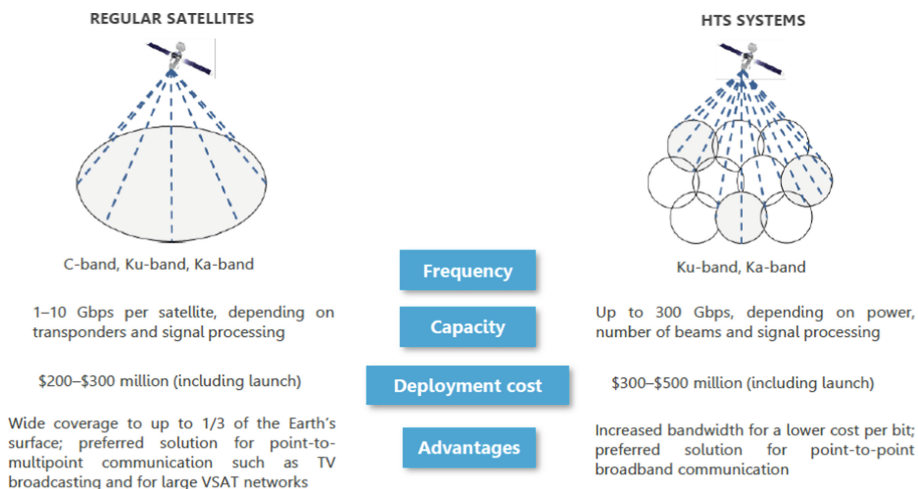 REGULAR SATELLITES
HTS SYSTEMS
C-band, Ku-band, Ka-band
Frequency
Ku-band, Ka-band
1–10 Gbps per satellite, depending on
transponders and signal processing
Capacity
Up to 300 Gbps, depending on power,
number of beams and signal processing
$200–$300 million (including launch)
Deployment cost
$300–$500 million (including launch)
Wide coverage to up to 1/3 of the Earth's
surface; preferred solution for point-to-
multipoint communication such as TV
broadcasting and for large VSAT networks
Advantages
Increased bandwidth for a lower cost per bit;
preferred solution for point-to-point
broadband communication